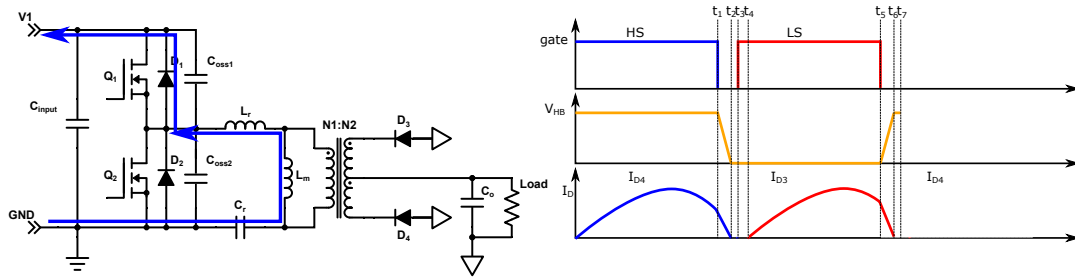 V1
Q1
D1
Coss1
Cinput
Lr
N1:N2
D3
Q2
D2
Coss2
Lm
Co
Load
GND
Cr
D4
t1 t2 t3 t4 t5 t6 t7
gate HS LS
VHB
ID ID4 ID3 ID4